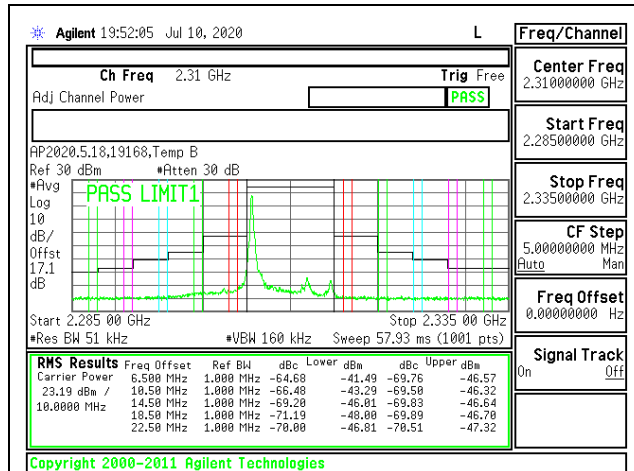 Agilent 19:52:05 Jul 10, 2020 L
Freq/Channel
Ch Freq 2.31 GHz Trig Free
Adj Channel Power PASS
Center Freq
2.31000000 GHz
Start Freq
2.28500000 GHz
Stop Freq
2.33500000 GHz
CF Step
5.00000000 MHz
Auto Man
Freq Offset
0.00000000 Hz
Signal Track
On Off
AP2020.5.18,19168,Temp B
Ref 30 dBm #Atten 30 dB
#Avg
Log
10
dB/
Offst
17.1
dB
PASS LIMIT1
Start 2.285 00 GHz Stop 2.335 00 GHz
#Res BW 51 kHz #VBW 160 kHz Sweep 57.93 ms (1001 pts)
RMS Results Freq Offset Ref BW dBc Lower dBm dBc Upper dBm
Carrier Power 6.500 MHz 1.000 MHz -64.68 -41.49 -69.76 -46.57
23.19 dBm / 10.50 MHz 1.000 MHz -66.48 -43.29 -69.50 -46.32
10.0000 MHz 14.50 MHz 1.000 MHz -69.20 -46.01 -69.83 -46.64
18.50 MHz 1.000 MHz -71.19 -48.00 -69.89 -46.70
22.50 MHz 1.000 MHz -70.00 -46.81 -70.51 -47.32
Copyright 2000-2011 Agilent Technologies